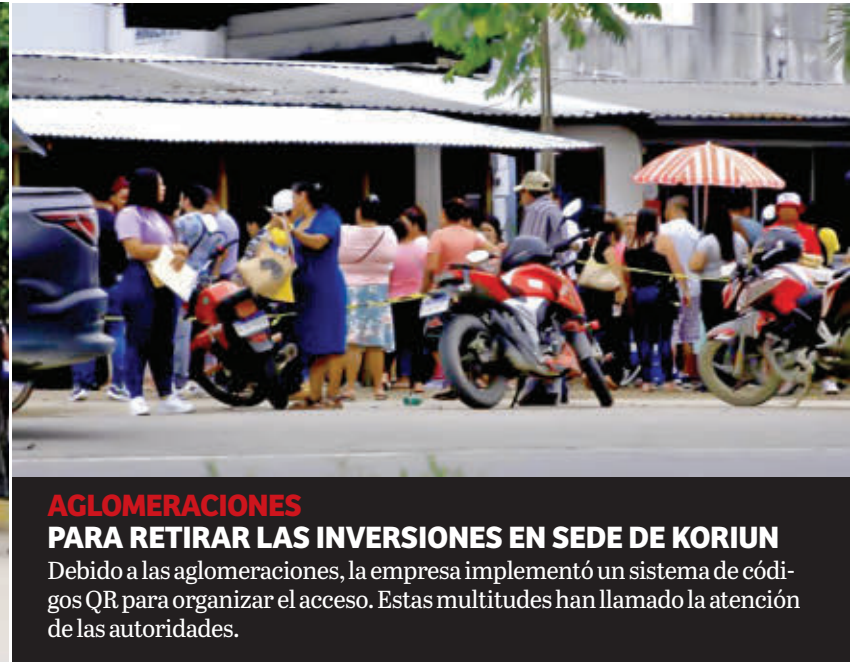 AGLOMERACIONES
PARA RETIRAR LAS INVERSIONES EN SEDE DE KORIUN
Debido a las aglomeraciones, la empresa implementó un sistema de códi-
gos QR para organizar el acceso. Estas multitudes han llamado la atención
de las autoridades.